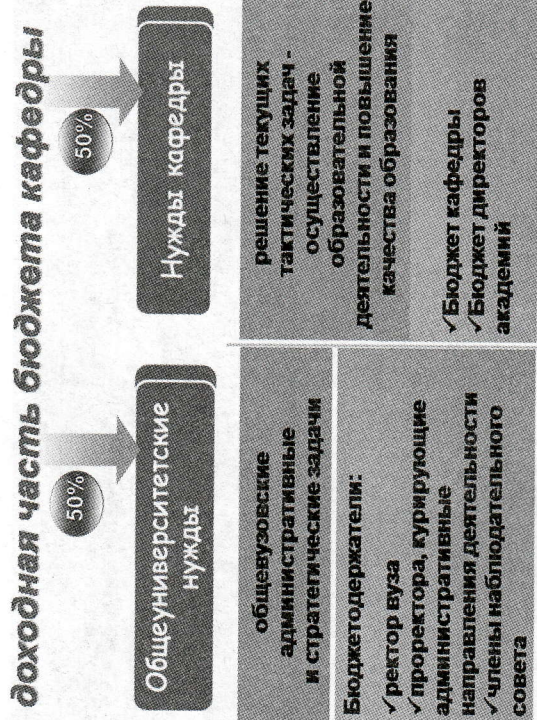 доходная часть бюджета кафедры
50%
50%
Общеуниверситетские
нужды
Нужды кафедры
общевузовские
административные
и стратегические задачи
решение текущих
тактических задач -
осуществление
образовательной
деятельности и повышение
качества образования
Бюджетодержатели:
✓ректор вуза
✓проректора, курирующие
административные
направления деятельности
✓члены наблюдательного
совета
✓Бюджет кафедры
✓Бюджет директоров
академий